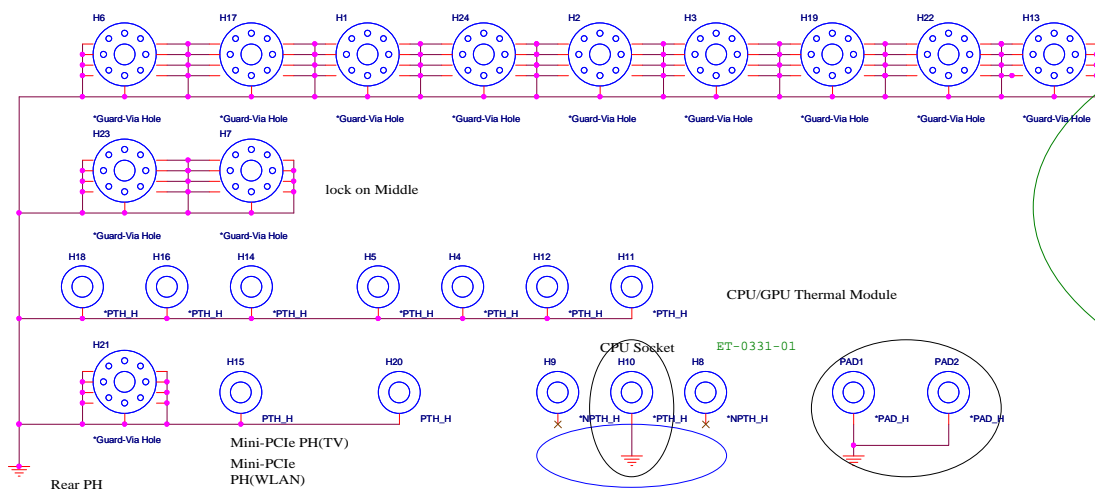 H6 H17 H1 H24 H2 H3 H19 H22 H13
*Guard-Via Hole *Guard-Via Hole *Guard-Via Hole *Guard-Via Hole *Guard-Via Hole *Guard-Via Hole *Guard-Via Hole *Guard-Via Hole *Guard-Via Hole
H23 H7
lock on Middle
*Guard-Via Hole *Guard-Via Hole
H18 H16 H14 H5 H4 H12 H11
CPU/GPU Thermal Module
*PTH_H *PTH_H *PTH_H *PTH_H *PTH_H *PTH_H *PTH_H
CPU Socket ET-0331-01
H21 H15 H20 H9 H10 H8 PAD1 PAD2
PTH_H PTH_H *NPTH_H *PTH_H *NPTH_H *PAD_H *PAD_H
*Guard-Via Hole
Mini-PCIe PH(TV)
Mini-PCIe
PH(WLAN)
Rear PH